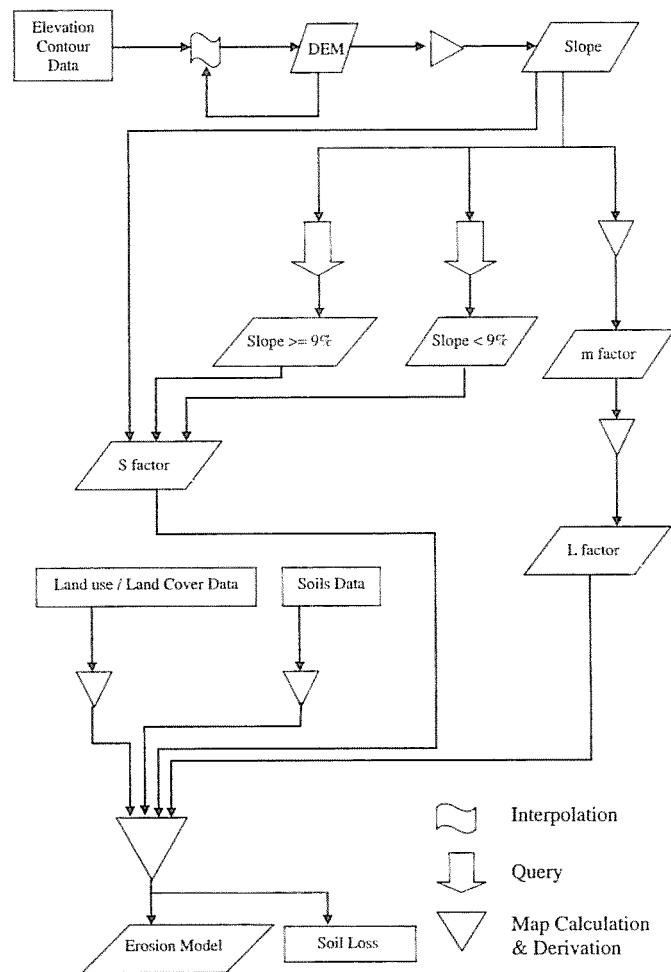 Elevation
Contour
Data
DEM
Slope
Slope >= 9%
Slope < 9%
m factor
S factor
L factor
Land use / Land Cover Data
Soils Data
Interpolation
Query
Map Calculation
& Derivation
Erosion Model
Soil Loss